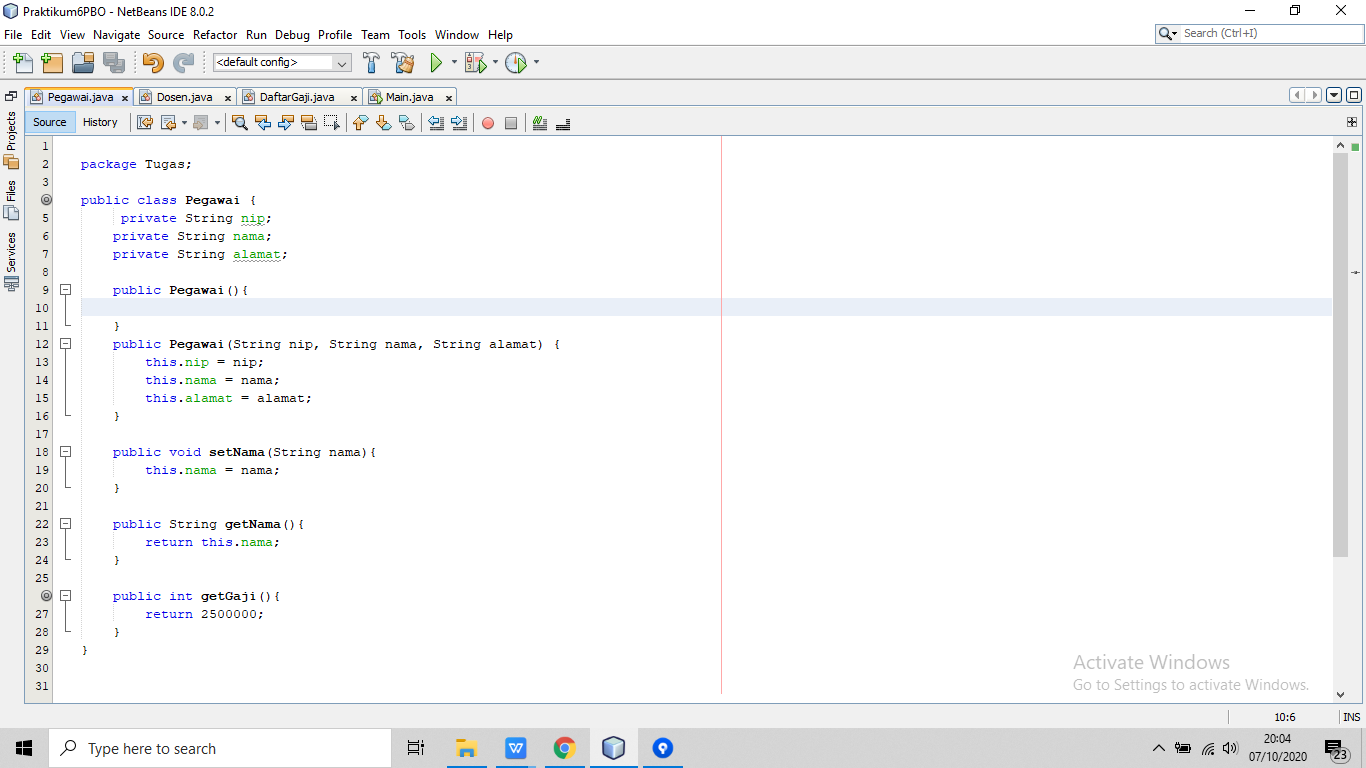 Praktikum6PBO - NetBeans IDE 8.0.2
File Edit View Navigate Source Refactor Run Debug Profile Team Tools Window Help
Search (Ctrl+I)
<default config>
Pegawai.java Dosen.java DaftarGaji.java Main.java
Projects
Files
Services
Source History
1
2 package Tugas;
3
public class Pegawai {
5 private String nip;
6 private String nama;
7 private String alamat;
8
9 public Pegawai(){
10
11 }
12 public Pegawai(String nip, String nama, String alamat) {
13 this.nip = nip;
14 this.nama = nama;
15 this.alamat = alamat;
16 }
17
18 public void setNama(String nama){
19 this.nama = nama;
20 }
21
22 public String getNama(){
23 return this.nama;
24 }
25
public int getGaji(){
27 return 2500000;
28 }
29 }
30
31
Activate Windows
Go to Settings to activate Windows.
10:6 INS
Type here to search
20:04
07/10/2020
23